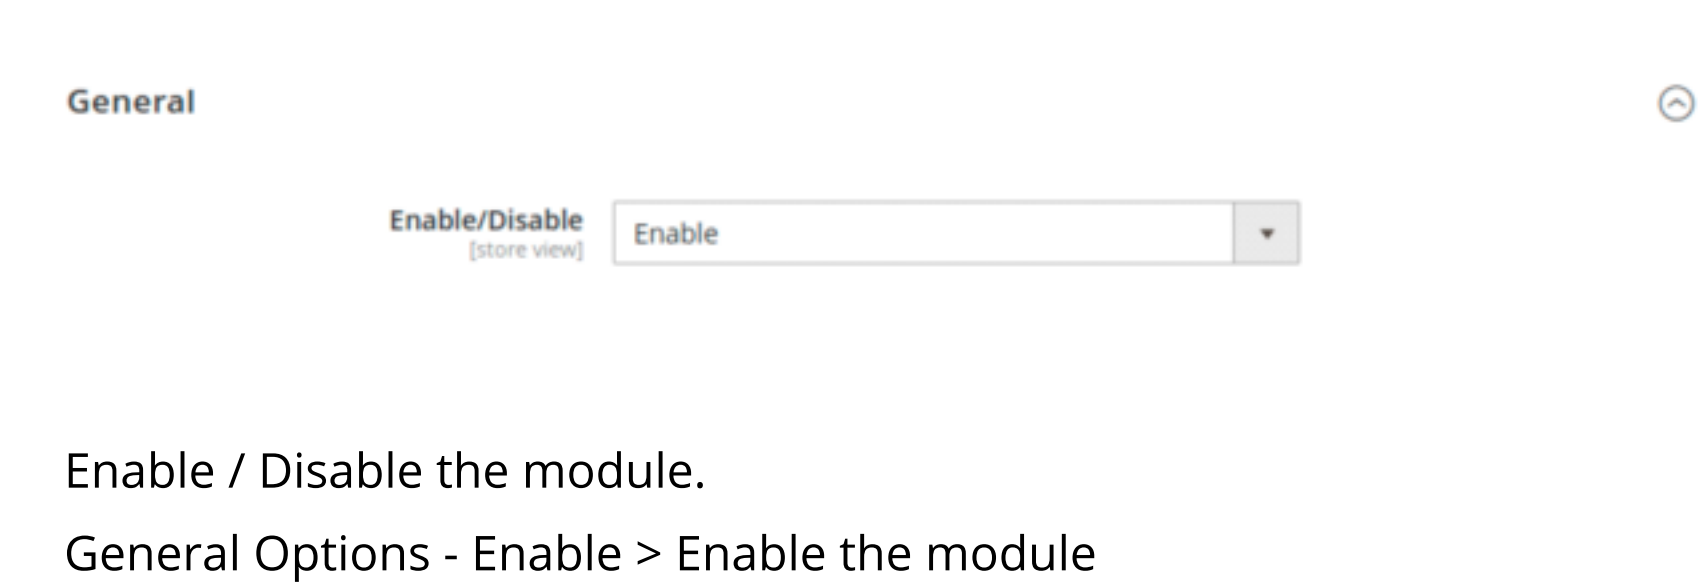 General
Enable/Disable
[store view]
Enable
Enable / Disable the module.
General Options - Enable > Enable the module